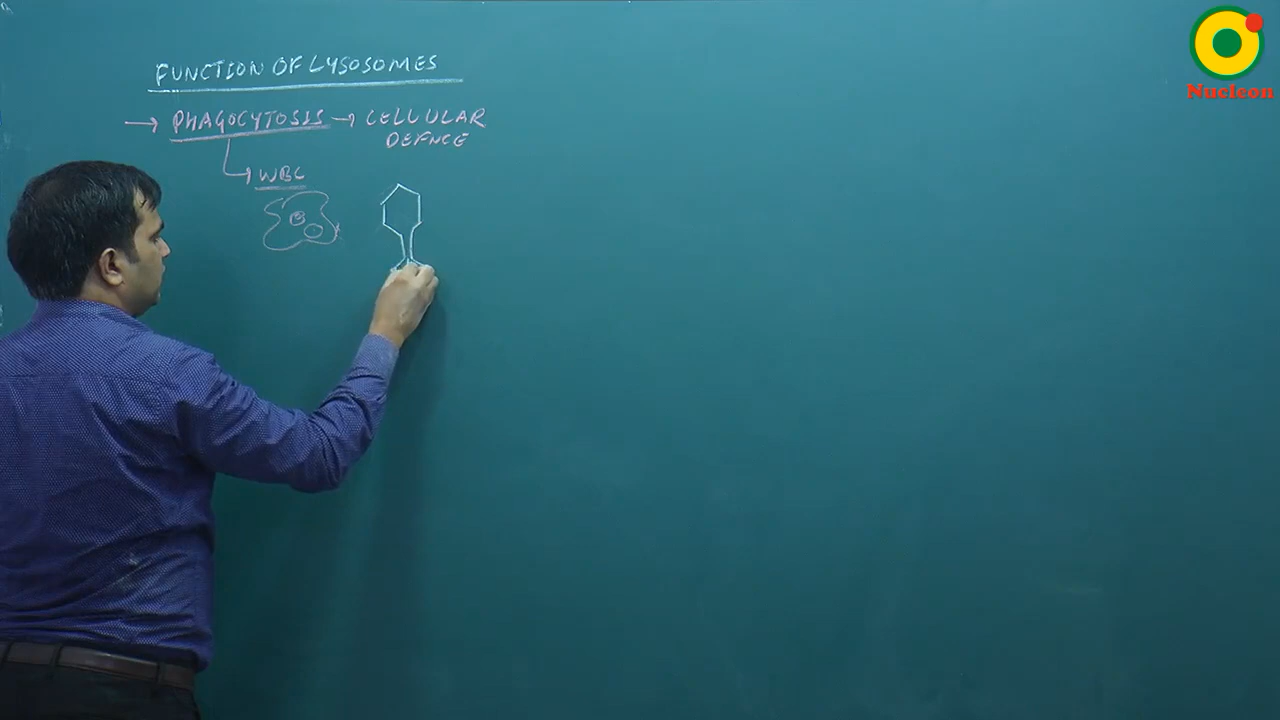 FUNCTION OF LYSOSOMES
→ PHAGOCYTOSIS → CELLULAR
DEFNCE
WBC
Nucleon